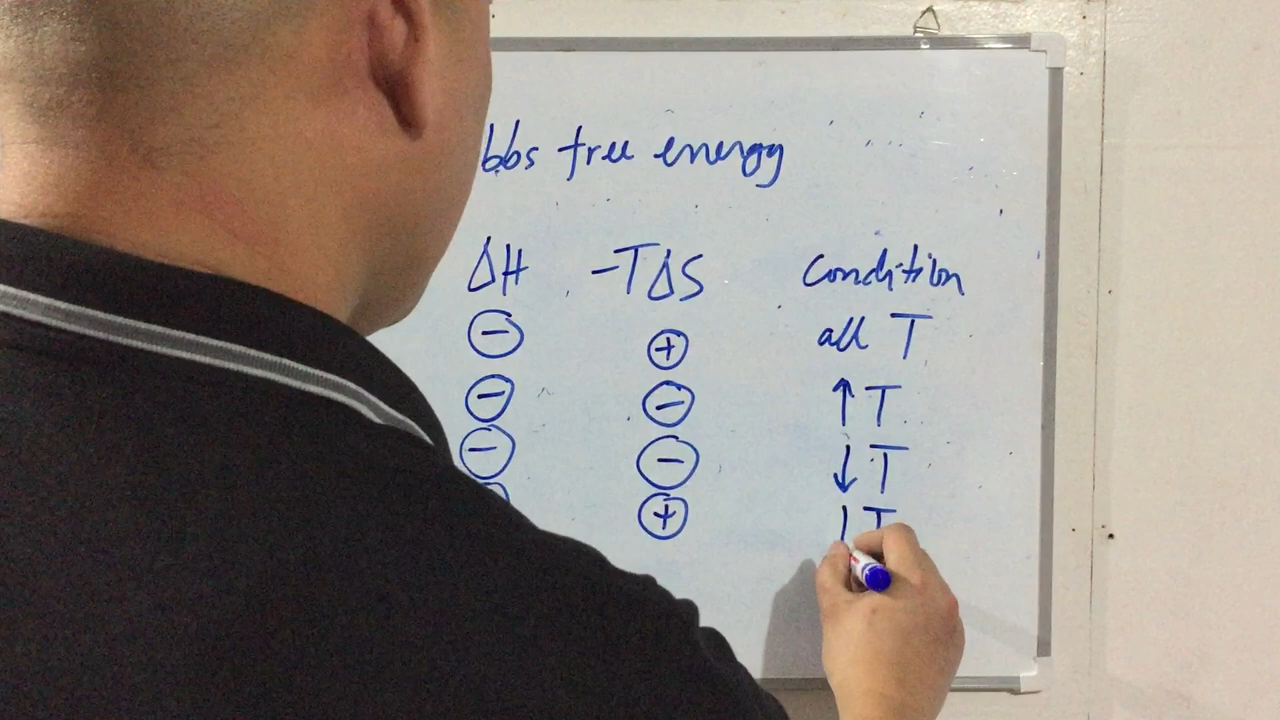 bbs free energy
ΔH -TΔS Condition
⊖ ⊕ all T
⊖ ⊖ ↑ T
⊖ ⊖ ↓ T
⊕ T